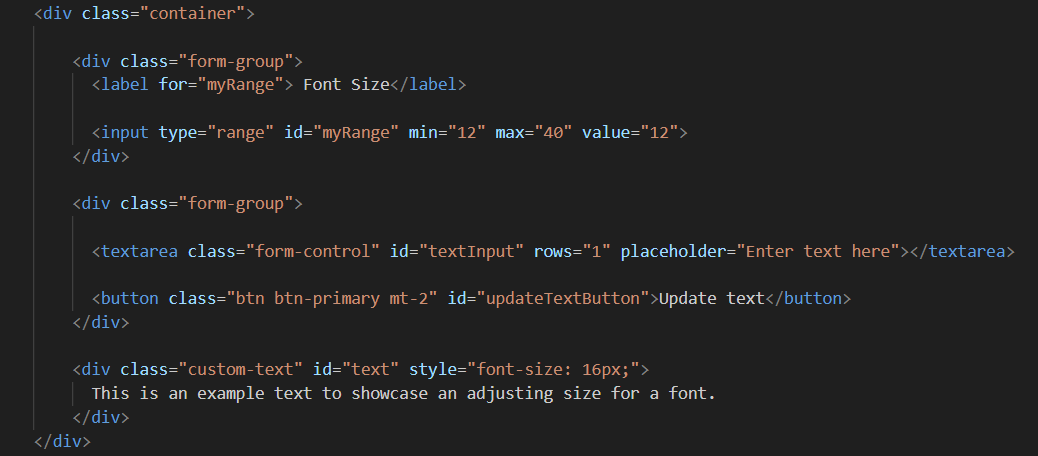 <div class="container">
<div class="form-group">
<label for="myRange"> Font Size</label>
<input type="range" id="myRange" min="12" max="40" value="12">
</div>
<div class="form-group">
<textarea class="form-control" id="textInput" rows="1" placeholder="Enter text here"></textarea>
<button class="btn btn-primary mt-2" id="updateTextButton">Update text</button>
</div>
<div class="custom-text" id="text" style="font-size: 16px;">
This is an example text to showcase an adjusting size for a font.
</div>
</div>